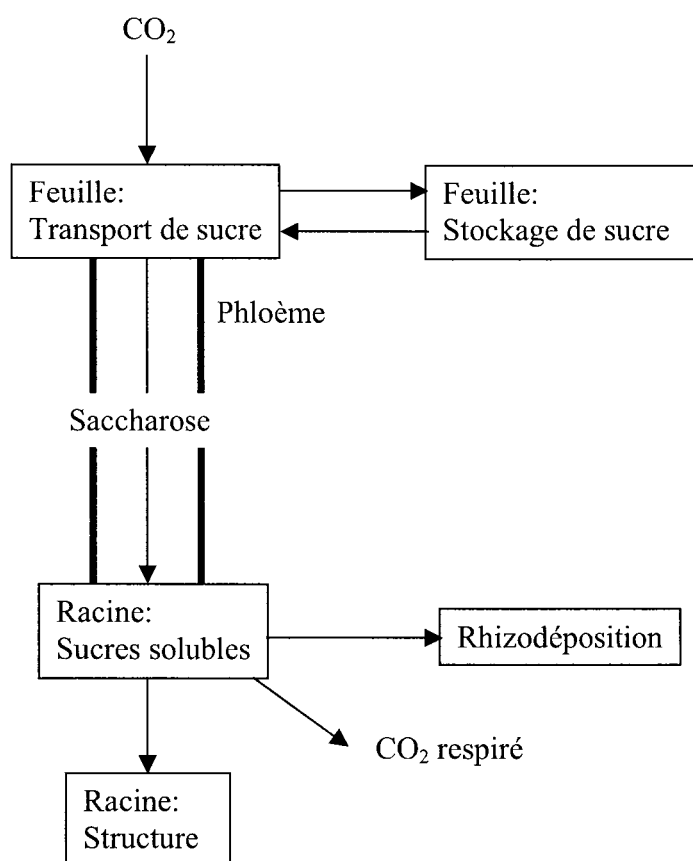 CO₂
Feuille:
Transport de sucre
Feuille:
Stockage de sucre
Phloème
Saccharose
Racine:
Sucres solubles
Rhizodéposition
CO₂ respiré
Racine:
Structure